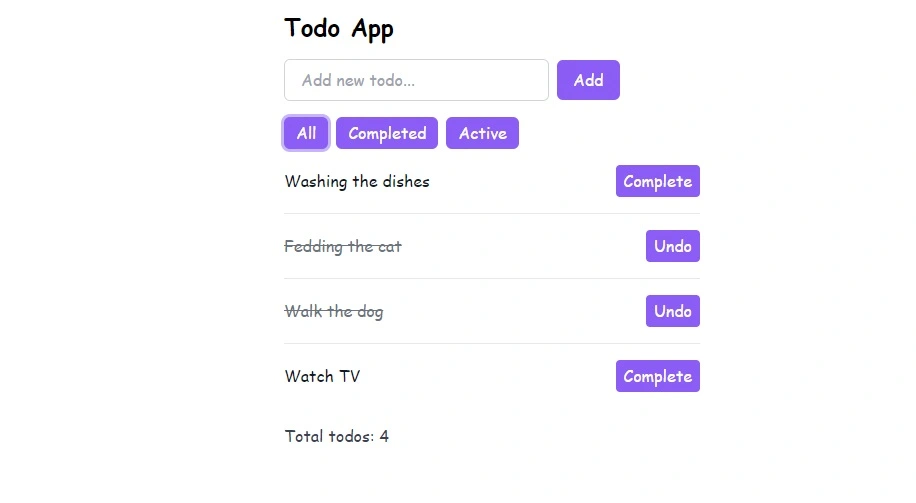 Todo App
Add new todo... Add
All Completed Active
Washing the dishes Complete
Fedding the cat Undo
Walk the dog Undo
Watch TV Complete
Total todos: 4